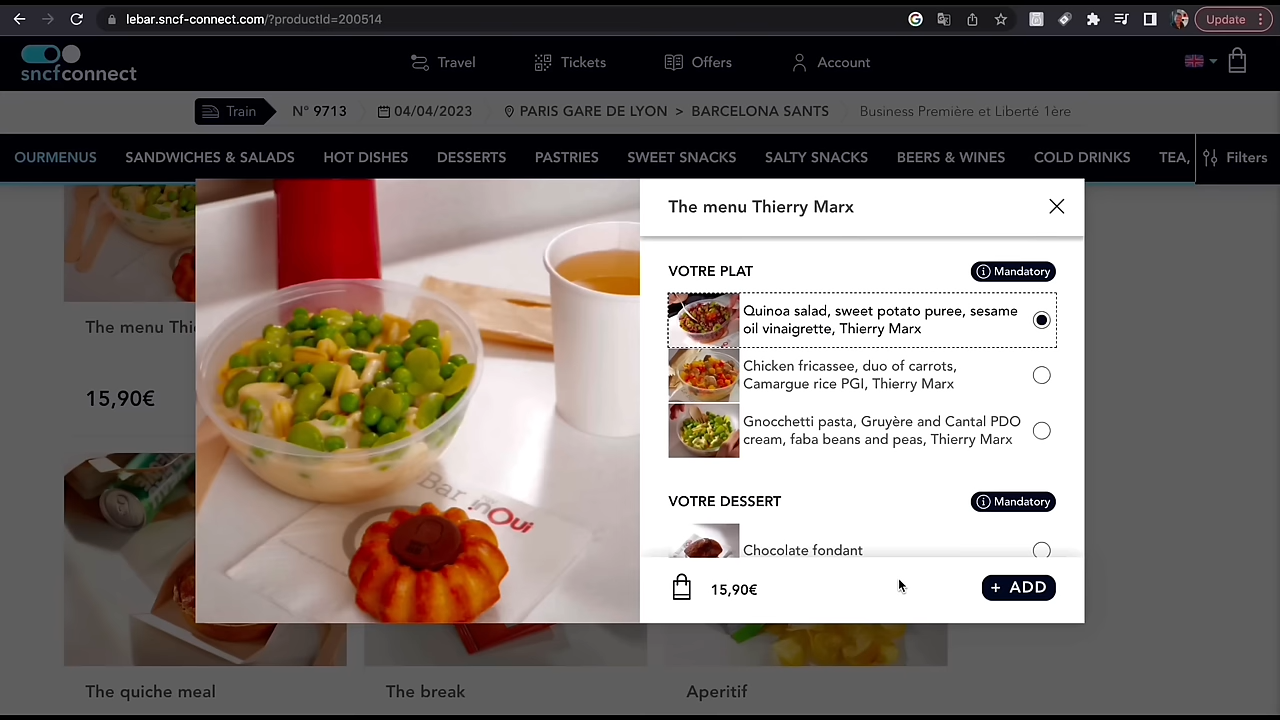 lebar.sncf-connect.com/?productId=200514
Update
sncfconnect
Travel
Tickets
Offers
Account
Train
N° 9713
04/04/2023
PARIS GARE DE LYON > BARCELONA SANTS
Business Première et Liberté 1ère
OURMENUS
SANDWICHES & SALADS
HOT DISHES
DESSERTS
PASTRIES
SWEET SNACKS
SALTY SNACKS
BEERS & WINES
COLD DRINKS
TEA,
Filters
The menu Thi
15,90€
Bar inOui
The menu Thierry Marx
VOTRE PLAT
Mandatory
Quinoa salad, sweet potato puree, sesame
oil vinaigrette, Thierry Marx
Chicken fricassee, duo of carrots,
Camargue rice PGI, Thierry Marx
Gnocchetti pasta, Gruyère and Cantal PDO
cream, faba beans and peas, Thierry Marx
VOTRE DESSERT
Mandatory
Chocolate fondant
15,90€
+ ADD
The quiche meal
The break
Aperitif